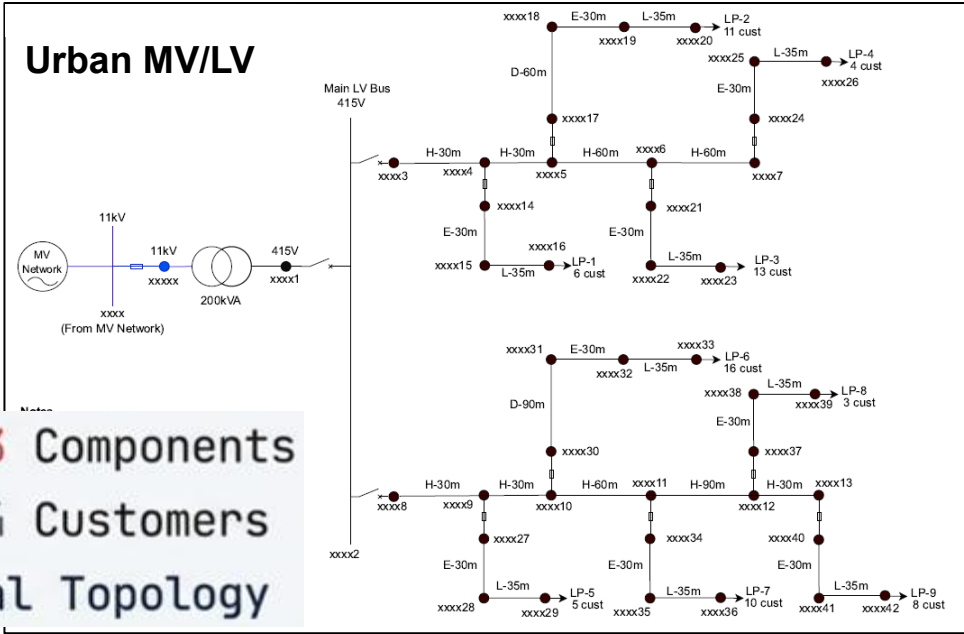 Urban MV/LV
Main LV Bus
415V
11kV
MV
Network
11kV
xxxxx
xxxx
(From MV Network)
200kVA
415V
xxxx1
xxxx2
xxxx3
H-30m
xxxx4
H-30m
xxxx5
H-60m
xxxx6
H-60m
xxxx7
xxxx18
E-30m
xxxx19
L-35m
xxxx20
LP-2
11 cust
D-60m
xxxx17
xxxx25
L-35m
xxxx26
LP-4
4 cust
E-30m
xxxx24
xxxx14
E-30m
xxxx15
xxxx16
L-35m
LP-1
6 cust
xxxx21
E-30m
xxxx22
L-35m
xxxx23
LP-3
13 cust
xxxx8
H-30m
xxxx9
H-30m
xxxx10
H-60m
xxxx11
H-90m
xxxx12
H-30m
xxxx13
xxxx31
E-30m
xxxx32
xxxx33
L-35m
LP-6
16 cust
D-90m
xxxx30
xxxx38
L-35m
xxxx39
LP-8
3 cust
E-30m
xxxx37
xxxx27
E-30m
xxxx28
L-35m
xxxx29
LP-5
5 cust
xxxx34
E-30m
xxxx35
L-35m
xxxx36
LP-7
10 cust
xxxx40
E-30m
xxxx41
L-35m
xxxx42
LP-9
8 cust
Components
Customers
Topology